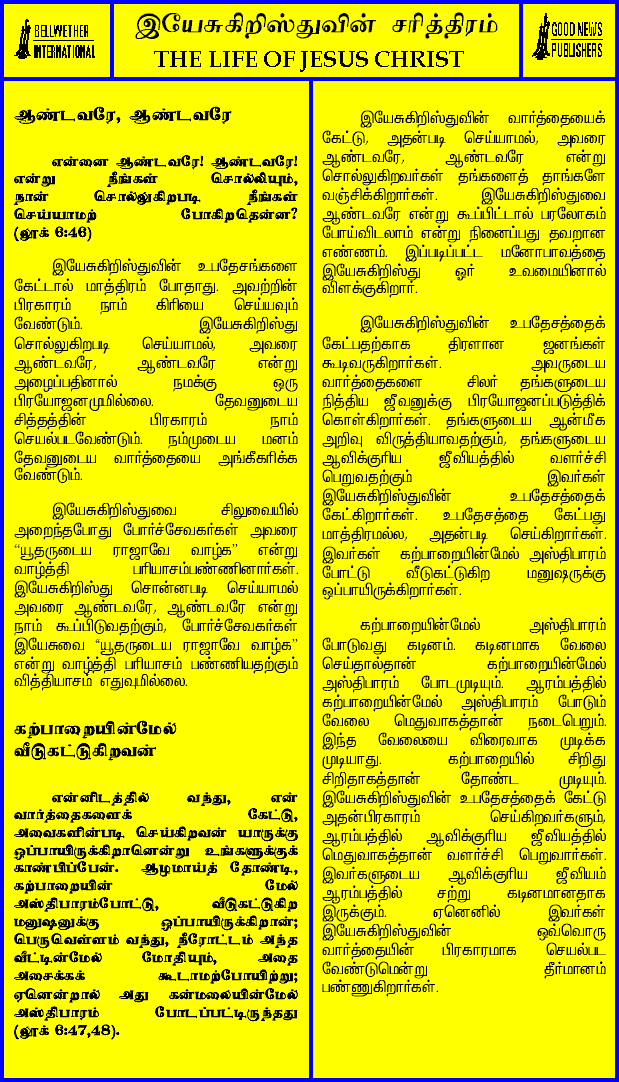 BELLWETHER
INTERNATIONAL
இயேசுகிறிஸ்துவின் சரித்திரம்
THE LIFE OF JESUS CHRIST
GOOD NEWS
PUBLISHERS
ஆண்டவரே, ஆண்டவரே
என்னை ஆண்டவரே! ஆண்டவரே!
என்று நீங்கள் சொல்லியும்,
நான் சொல்லுகிறபடி நீங்கள்
செய்யாமற் போகிறதென்ன?
(லூக் 6:46)
இயேசுகிறிஸ்துவின் உபதேசங்களை
கேட்டால் மாத்திரம் போதாது. அவற்றின்
பிரகாரம் நாம் கிரியை செய்யவும்
வேண்டும். இயேசுகிறிஸ்து
சொல்லுகிறபடி செய்யாமல், அவரை
ஆண்டவரே, ஆண்டவரே என்று
அழைப்பதினால் நமக்கு ஒரு
பிரயோஜனமுமில்லை. தேவனுடைய
சித்தத்தின் பிரகாரம் நாம்
செயல்படவேண்டும். நம்முடைய மனம்
தேவனுடைய வார்த்தையை அங்கீகரிக்க
வேண்டும்.
இயேசுகிறிஸ்துவை சிலுவையில்
அறைந்தபோது போர்ச்சேவகர்கள் அவரை
“யூதருடைய ராஜாவே வாழ்க” என்று
வாழ்த்தி பரியாசம்பண்ணினார்கள்.
இயேசுகிறிஸ்து சொன்னபடி செய்யாமல்
அவரை ஆண்டவரே, ஆண்டவரே என்று
நாம் கூப்பிடுவதற்கும், போர்ச்சேவகர்கள்
இயேசுவை “யூதருடைய ராஜாவே வாழ்க”
என்று வாழ்த்தி பரியாசம் பண்ணியதற்கும்
வித்தியாசம் எதுவுமில்லை.
கற்பாறையின்மேல்
வீடுகட்டுகிறவன்
என்னிடத்தில் வந்து, என்
வார்த்தைகளைக் கேட்டு,
அவைகளின்படி செய்கிறவன் யாருக்கு
ஒப்பாயிருக்கிறானென்று உங்களுக்குக்
காண்பிப்பேன். ஆழமாய்த் தோண்டி,
கற்பாறையின் மேல்
அஸ்திபாரம்போட்டு, வீடுகட்டுகிற
மனுஷனுக்கு ஒப்பாயிருக்கிறான்;
பெருவெள்ளம் வந்து, நீரோட்டம் அந்த
வீட்டின்மேல் மோதியும், அதை
அசைக்கக் கூடாமற்போயிற்று;
ஏனென்றால் அது கன்மலையின்மேல்
அஸ்திபாரம் போடப்பட்டிருந்தது
(லூக் 6:47,48).
இயேசுகிறிஸ்துவின் வார்த்தையைக்
கேட்டு, அதன்படி செய்யாமல், அவரை
ஆண்டவரே, ஆண்டவரே என்று
சொல்லுகிறவர்கள் தங்களைத் தாங்களே
வஞ்சிக்கிறார்கள். இயேசுகிறிஸ்துவை
ஆண்டவரே என்று கூப்பிட்டால் பரலோகம்
போய்விடலாம் என்று நினைப்பது தவறான
எண்ணம். இப்படிப்பட்ட மனோபாவத்தை
இயேசுகிறிஸ்து ஓர் உவமையினால்
விளக்குகிறார்.
இயேசுகிறிஸ்துவின் உபதேசத்தைக்
கேட்பதற்காக திரளான ஜனங்கள்
கூடிவருகிறார்கள். அவருடைய
வார்த்தைகளை சிலர் தங்களுடைய
நித்திய ஜீவனுக்கு பிரயோஜனப்படுத்திக்
கொள்கிறார்கள். தங்களுடைய ஆன்மீக
அறிவு விருத்தியாவதற்கும், தங்களுடைய
ஆவிக்குரிய ஜீவியத்தில் வளர்ச்சி
பெறுவதற்கும் இவர்கள்
இயேசுகிறிஸ்துவின் உபதேசத்தைக்
கேட்கிறார்கள். உபதேசத்தை கேட்பது
மாத்திரமல்ல, அதன்படி செய்கிறார்கள்.
இவர்கள் கற்பாறையின்மேல் அஸ்திபாரம்
போட்டு வீடுகட்டுகிற மனுஷருக்கு
ஒப்பாயிருக்கிறார்கள்.
கற்பாறையின்மேல் அஸ்திபாரம்
போடுவது கடினம். கடினமாக வேலை
செய்தால்தான் கற்பாறையின்மேல்
அஸ்திபாரம் போடமுடியும். ஆரம்பத்தில்
கற்பாறையின்மேல் அஸ்திபாரம் போடும்
வேலை மெதுவாகத்தான் நடைபெறும்.
இந்த வேலையை விரைவாக முடிக்க
முடியாது. கற்பாறையில் சிறிது
சிறிதாகத்தான் தோண்ட முடியும்.
இயேசுகிறிஸ்துவின் உபதேசத்தைக் கேட்டு
அதன்பிரகாரம் செய்கிறவர்களும்,
ஆரம்பத்தில் ஆவிக்குரிய ஜீவியத்தில்
மெதுவாகத்தான் வளர்ச்சி பெறுவார்கள்.
இவர்களுடைய ஆவிக்குரிய ஜீவியம்
ஆரம்பத்தில் சற்று கடினமானதாக
இருக்கும். ஏனெனில் இவர்கள்
இயேசுகிறிஸ்துவின் ஒவ்வொரு
வார்த்தையின் பிரகாரமாக செயல்பட
வேண்டுமென்று தீர்மானம்
பண்ணுகிறார்கள்.